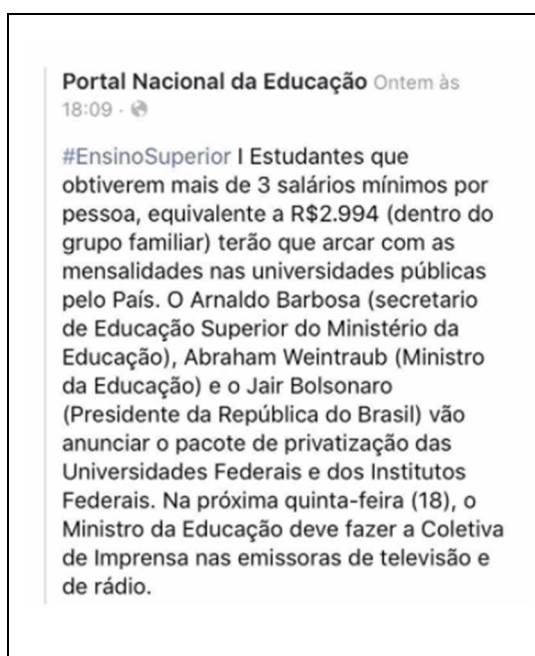 Portal Nacional da Educação Ontem às
18:09 ·
#EnsinoSuperior I Estudantes que
obtiverem mais de 3 salários mínimos por
pessoa, equivalente a R$2.994 (dentro do
grupo familiar) terão que arcar com as
mensalidades nas universidades públicas
pelo País. O Arnaldo Barbosa (secretario
de Educação Superior do Ministério da
Educação), Abraham Weintraub (Ministro
da Educação) e o Jair Bolsonaro
(Presidente da República do Brasil) vão
anunciar o pacote de privatização das
Universidades Federais e dos Institutos
Federais. Na próxima quinta-feira (18), o
Ministro da Educação deve fazer a Coletiva
de Imprensa nas emissoras de televisão e
de rádio.